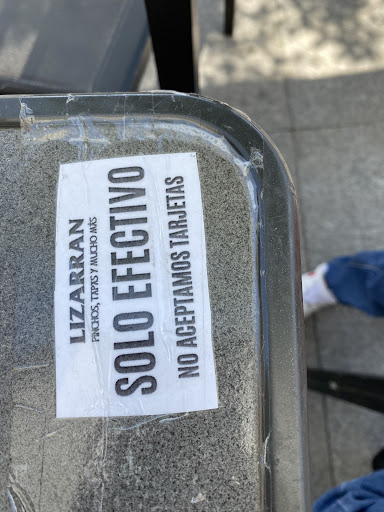 LIZARRAN
PINCHOS, TAPAS Y MUCHO MÁS
SOLO EFECTIVO
NO ACEPTAMOS TARJETAS